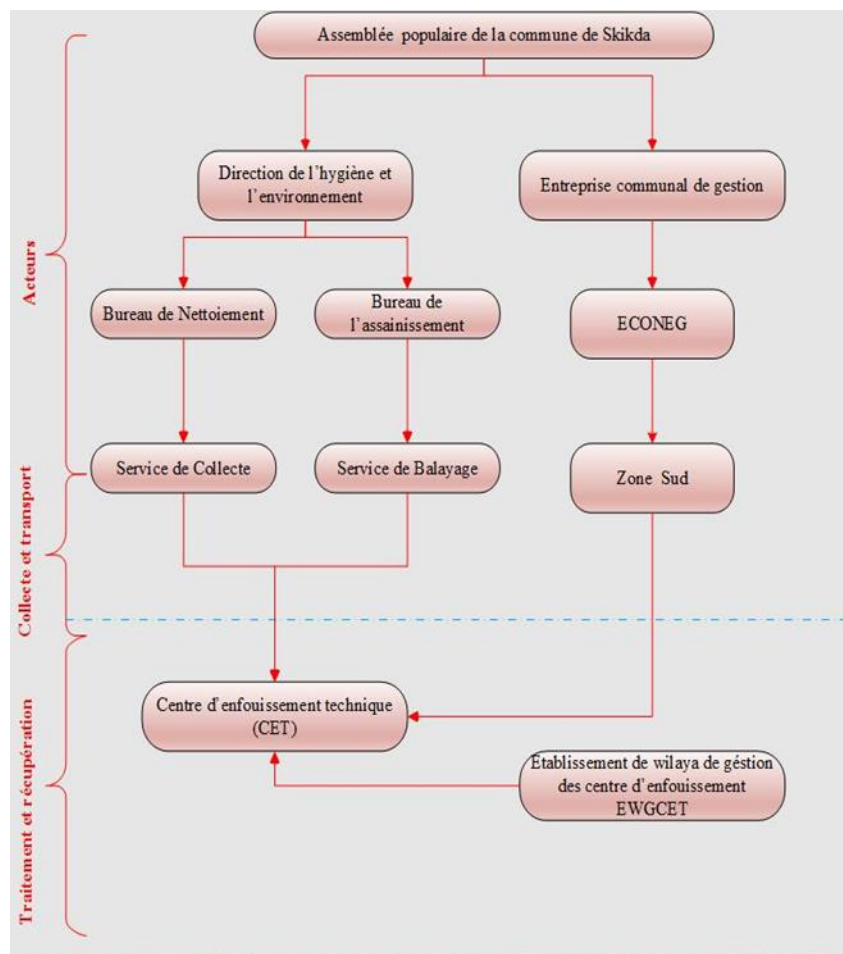 Assemblée populaire de la commune de Skikda
Direction de l'hygiène et
l'environnement
Entreprise communal de gestion
Acteurs
Bureau de Nettoiement
Bureau de
l'assainissement
ECONEG
Service de Collecte
Service de Balayage
Zone Sud
Collecte et transport
Centre d'enfouissement technique
(CET)
Traitement et récupération
Etablissement de wilaya de géstion
des centre d'enfouissement
EWGCET